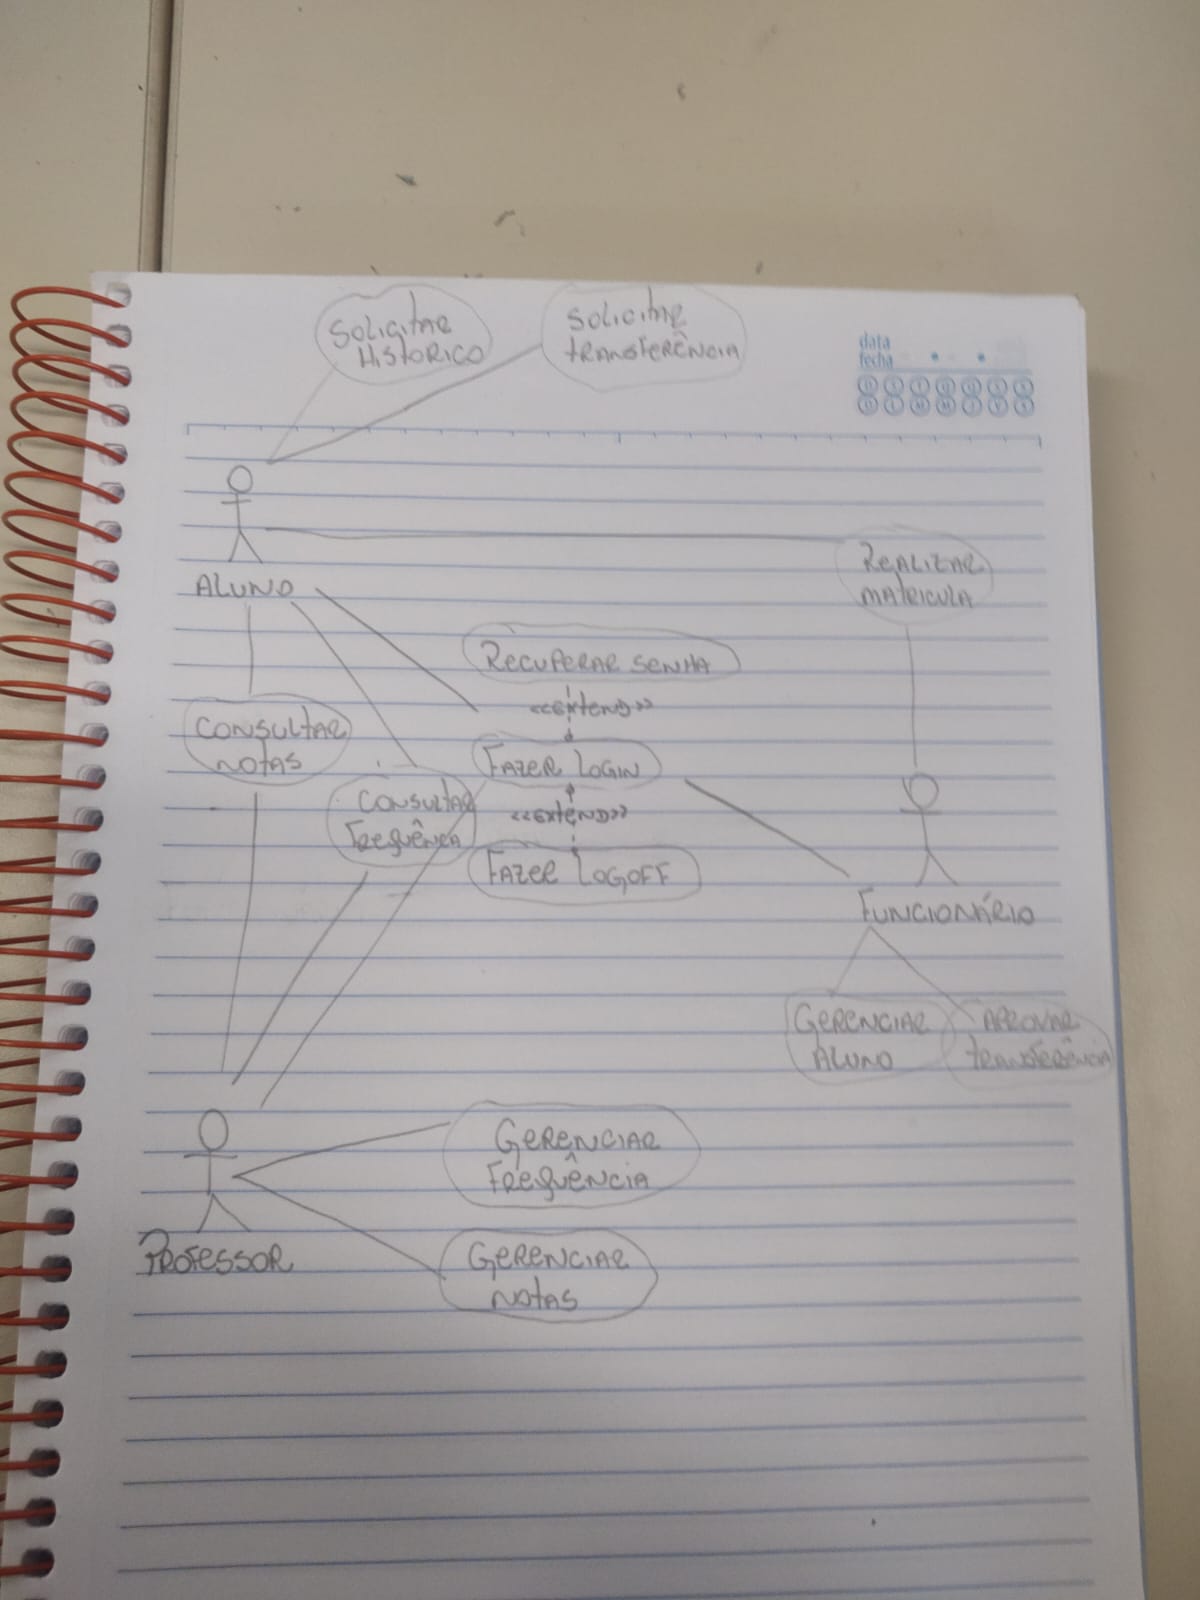 Solicitar
Historico
Solicitar
transferência
data
fecha
D S T Q Q S S
D L M M J V S
Aluno
Realizar
matricula
Recuperar senha
<<extend>>
Consultar
notas
Fazer Login
Consultar
frequência
<<extend>>
Fazer Logoff
Funcionário
Gerenciar
Aluno
Aprovar
transferência
Gerenciar
Frequência
Professor
Gerenciar
notas